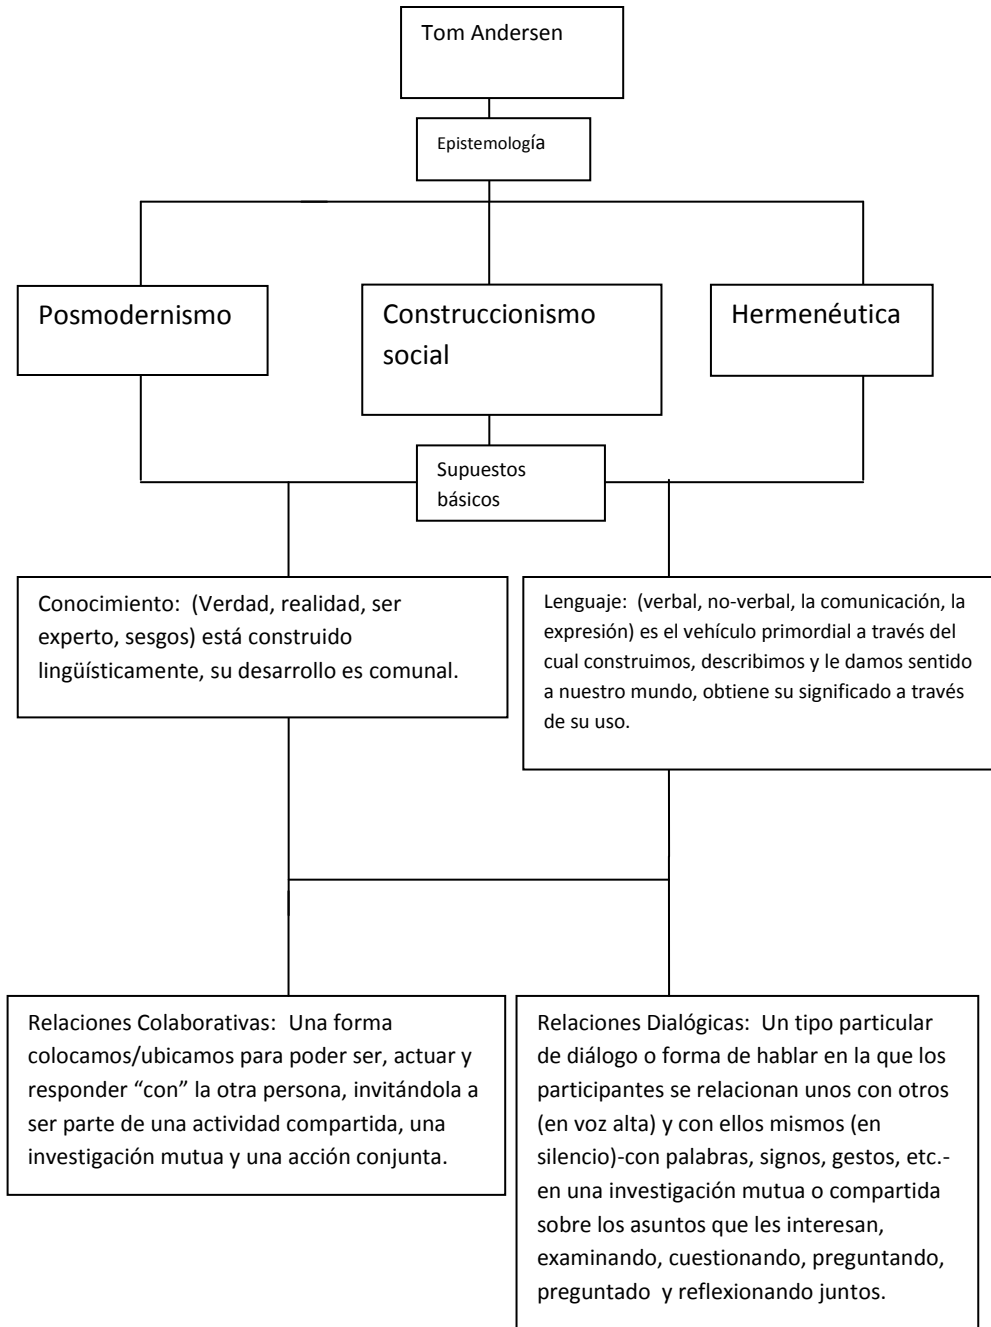 Tom Andersen
Epistemología
Posmodernismo
Construccionismo
social
Hermenéutica
Supuestos
básicos
Conocimiento: (Verdad, realidad, ser
experto, sesgos) está construido
lingüísticamente, su desarrollo es comunal.
Lenguaje: (verbal, no-verbal, la comunicación, la
expresión) es el vehículo primordial a través del
cual construimos, describimos y le damos sentido
a nuestro mundo, obtiene su significado a través
de su uso.
Relaciones Colaborativas: Una forma
colocamos/ubicamos para poder ser, actuar y
responder “con” la otra persona, invitándola a
ser parte de una actividad compartida, una
investigación mutua y una acción conjunta.
Relaciones Dialógicas: Un tipo particular
de diálogo o forma de hablar en la que los
participantes se relacionan unos con otros
(en voz alta) y con ellos mismos (en
silencio)-con palabras, signos, gestos, etc.-
en una investigación mutua o compartida
sobre los asuntos que les interesan,
examinando, cuestionando, preguntando,
preguntado y reflexionando juntos.